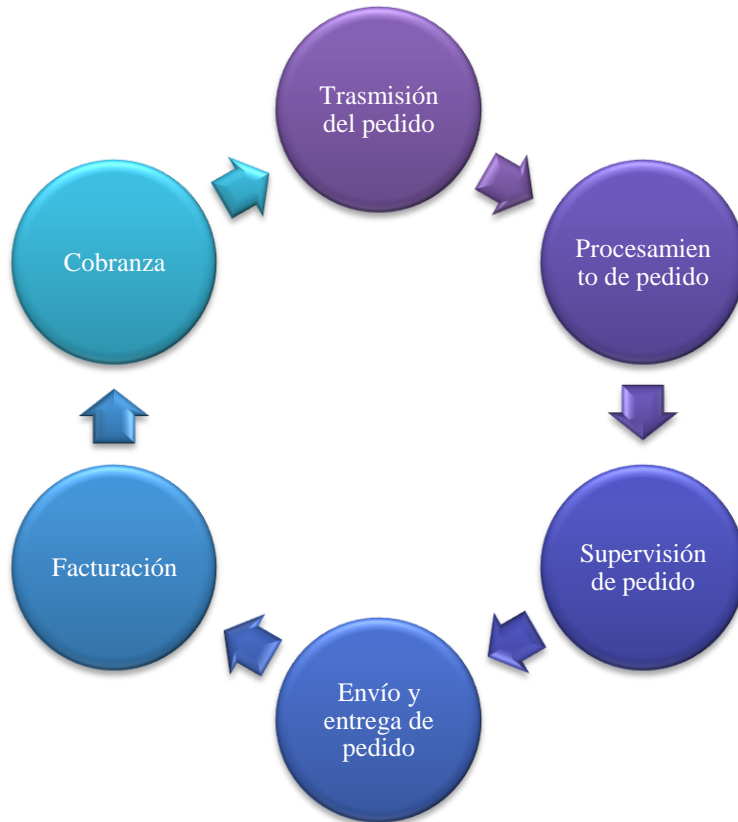 Trasmisión
del pedido
Procesamien
to de pedido
Supervisión
de pedido
Envío y
entrega de
pedido
Facturación
Cobranza